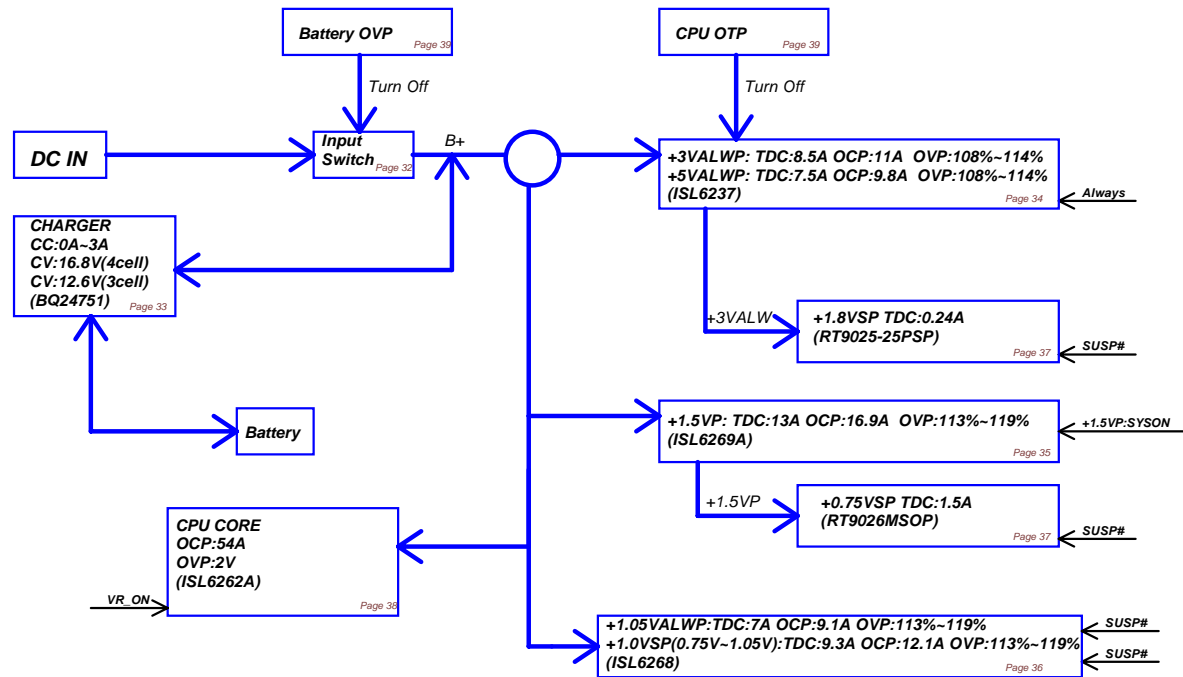 Battery OVP
Page 39
CPU OTP
Page 39
Turn Off
Turn Off
DC IN
Input
Switch
Page 32
B+
+3VALWP: TDC:8.5A OCP:11A OVP:108%~114%
+5VALWP: TDC:7.5A OCP:9.8A OVP:108%~114%
(ISL6237)
Page 34
Always
CHARGER
CC:0A~3A
CV:16.8V(4cell)
CV:12.6V(3cell)
(BQ24751)
Page 33
+3VALW
+1.8VSP TDC:0.24A
(RT9025-25PSP)
Page 37
SUSP#
Battery
+1.5VP: TDC:13A OCP:16.9A OVP:113%~119%
(ISL6269A)
Page 35
+1.5VP:SYSON
+1.5VP
+0.75VSP TDC:1.5A
(RT9026MSOP)
Page 37
SUSP#
CPU CORE
OCP:54A
OVP:2V
(ISL6262A)
Page 38
VR_ON
+1.05VALWP:TDC:7A OCP:9.1A OVP:113%~119%
+1.0VSP(0.75V~1.05V):TDC:9.3A OCP:12.1A OVP:113%~119%
(ISL6268)
Page 36
SUSP#
SUSP#